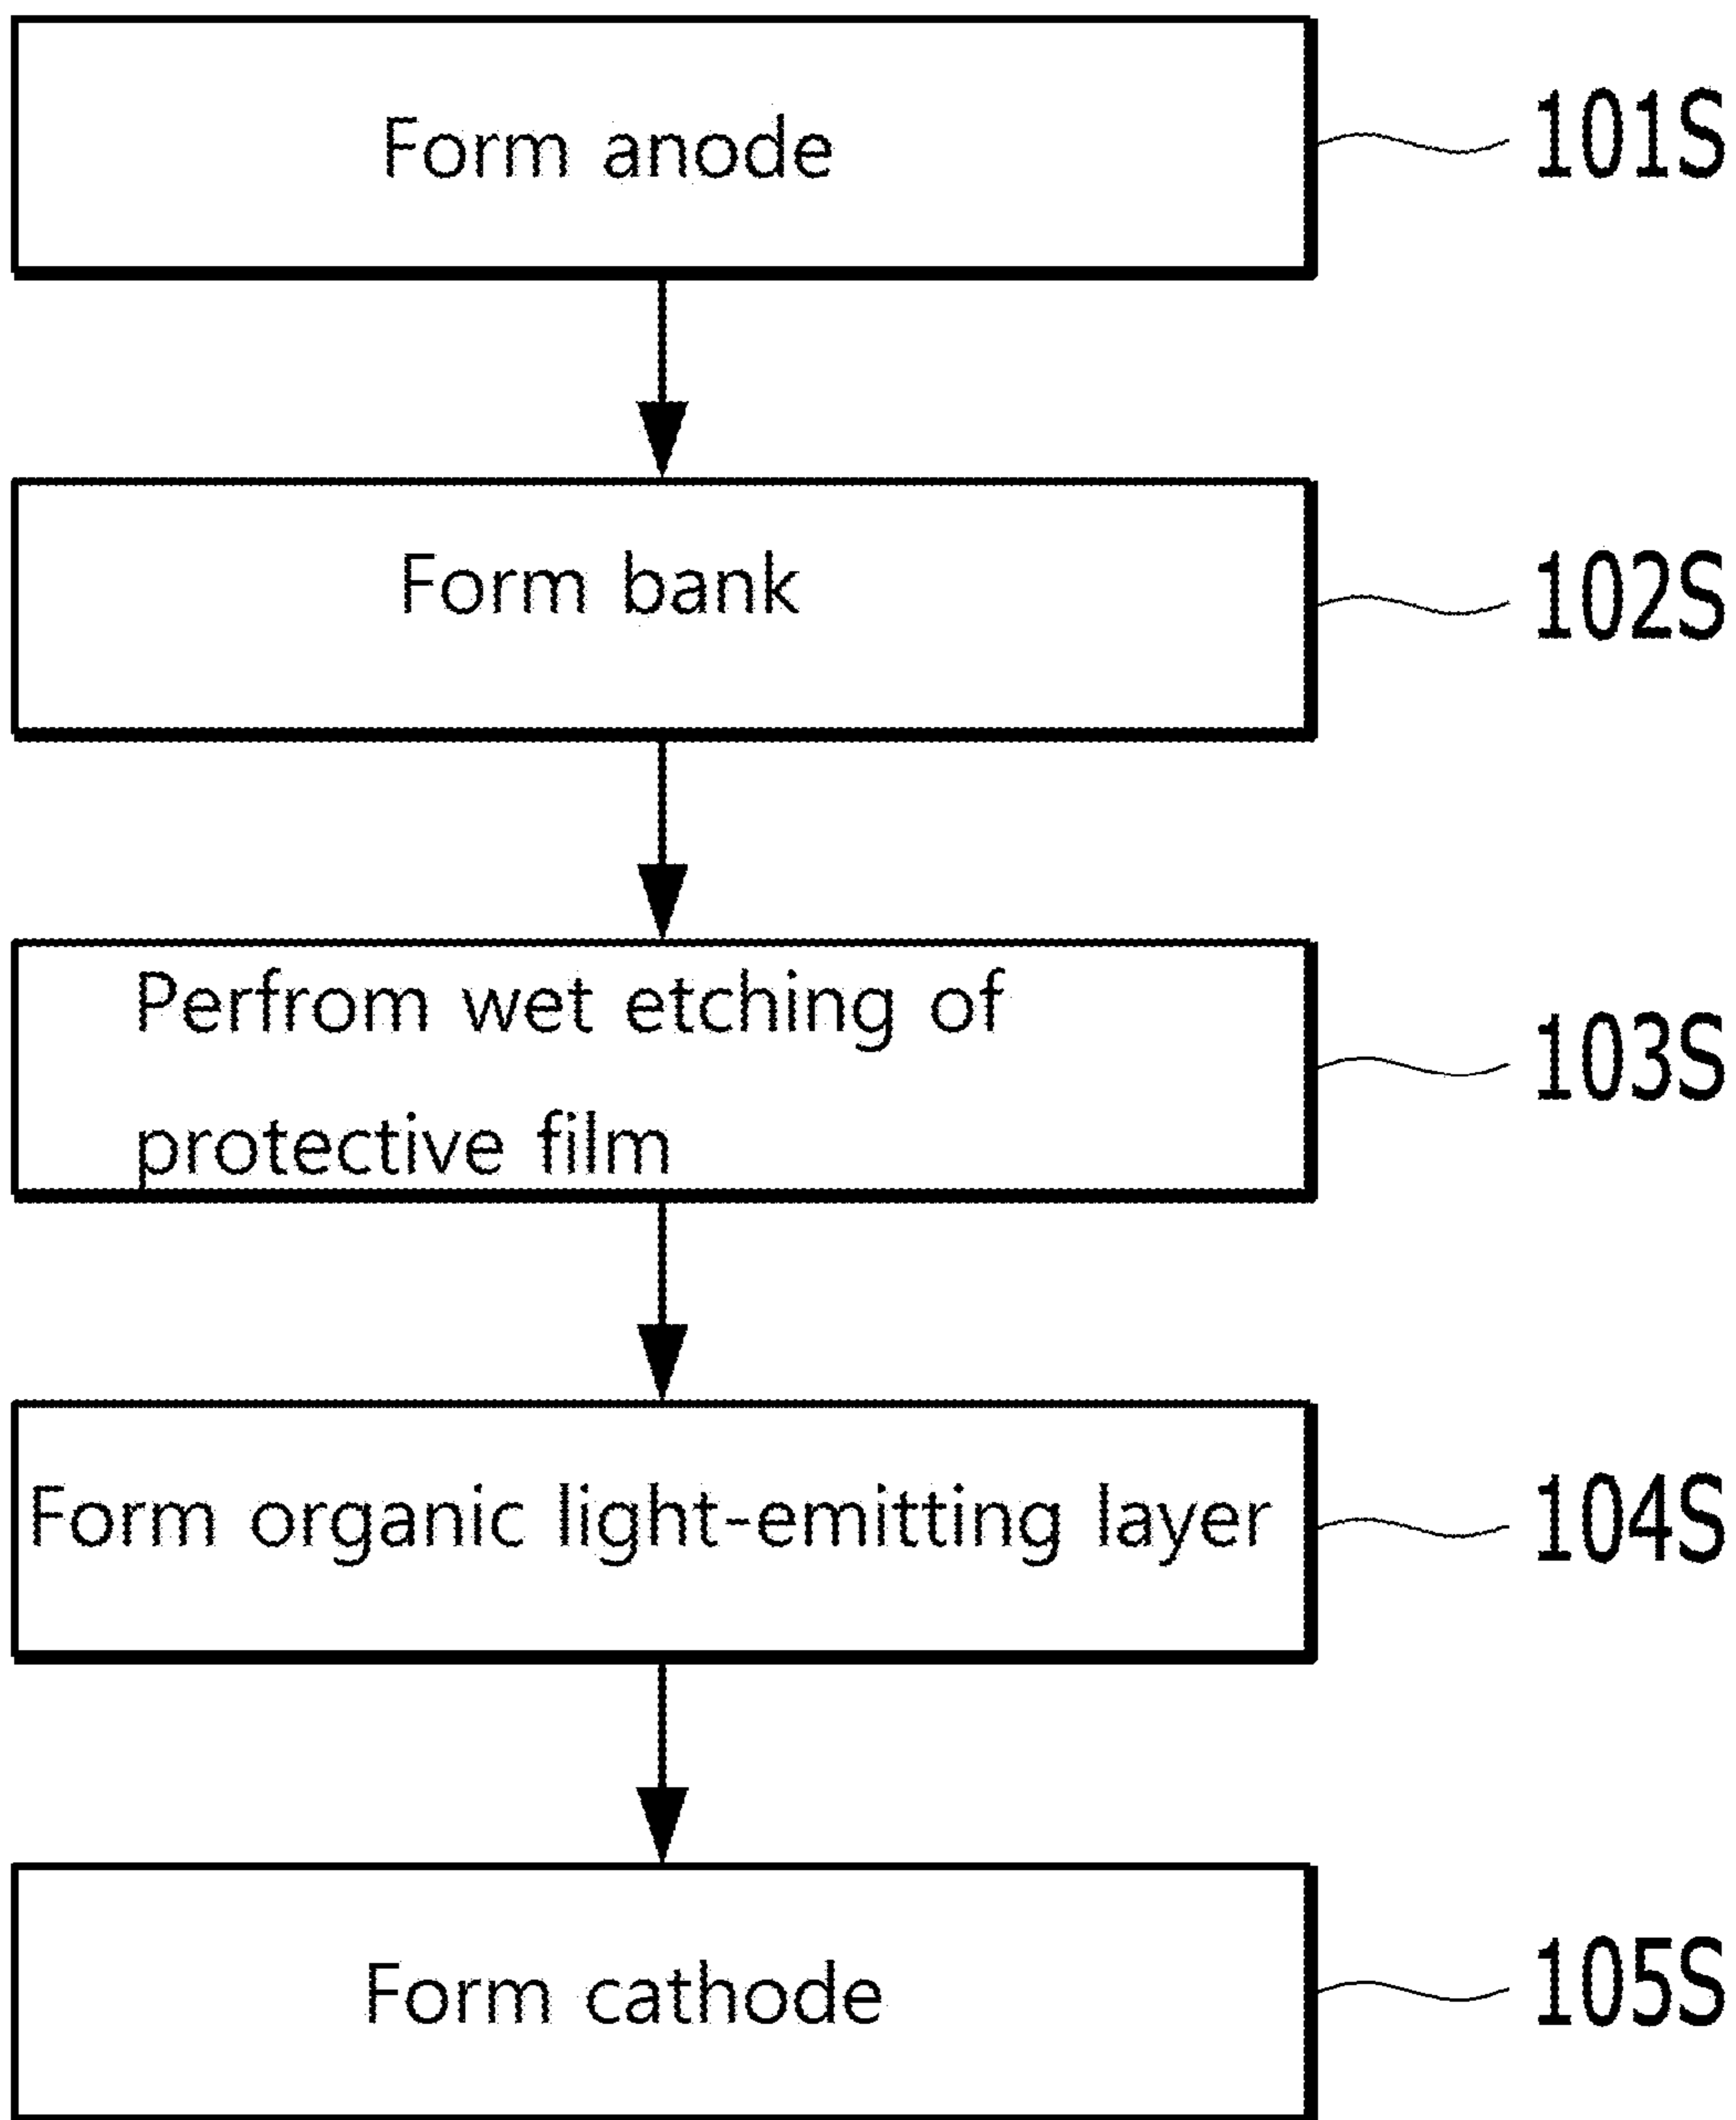 Form anode
101S
Form bank
102S
Perfrom wet etching of
protective film
103S
Form organic light-emitting layer
104S
Form cathode
105S